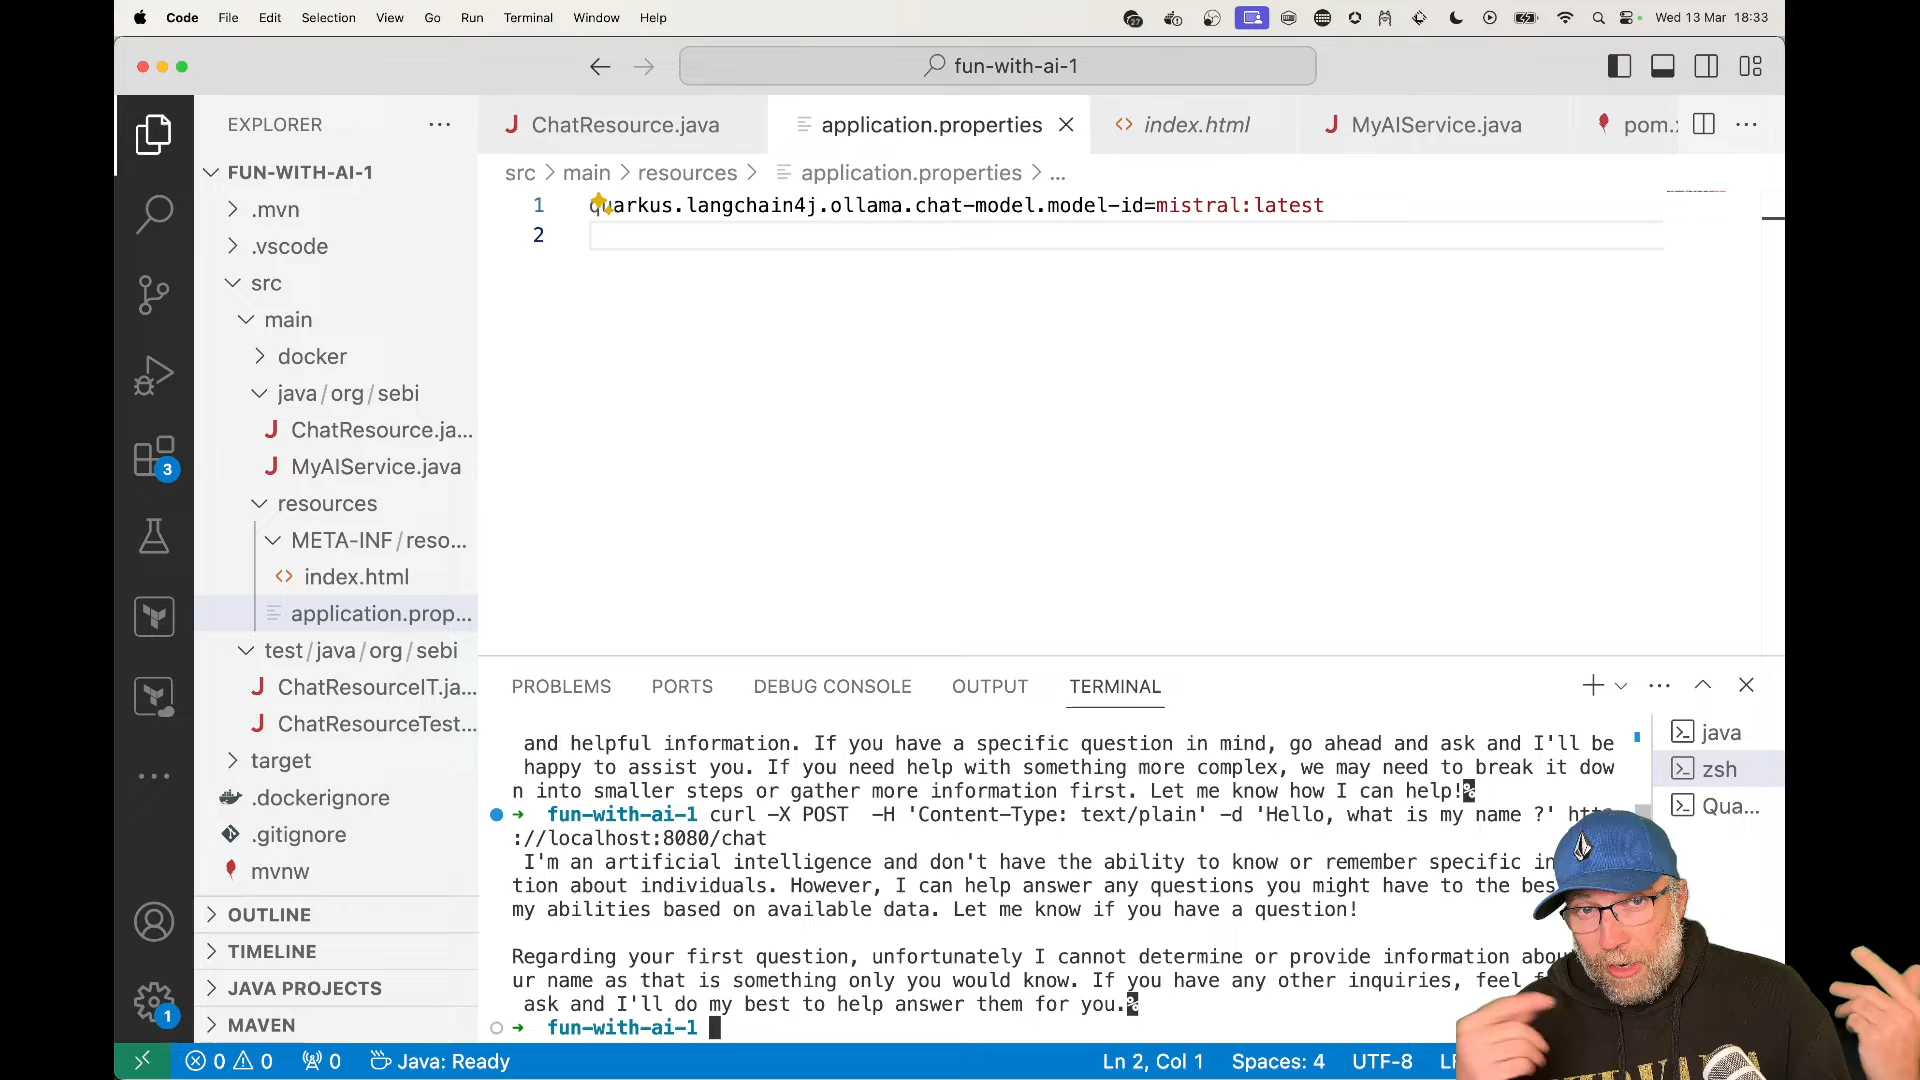 Code File Edit Selection View Go Run Terminal Window Help
27
Wed 13 Mar 18:33
fun-with-ai-1
EXPLORER
FUN-WITH-AI-1
.mvn
.vscode
src
main
docker
java/org/sebi
ChatResource.ja...
MyAIService.java
resources
META-INF/reso...
index.html
application.prop...
test/java/org/sebi
ChatResourceIT.ja...
ChatResourceTest...
target
.dockerignore
.gitignore
mvnw
OUTLINE
TIMELINE
JAVA PROJECTS
MAVEN
3
1
ChatResource.java
application.properties
index.html
MyAIService.java
pom.x
src > main > resources > application.properties > ...
1 quarkus.langchain4j.ollama.chat-model.model-id=mistral:latest
2
PROBLEMS PORTS DEBUG CONSOLE OUTPUT TERMINAL
and helpful information. If you have a specific question in mind, go ahead and ask and I'll be
happy to assist you. If you need help with something more complex, we may need to break it dow
n into smaller steps or gather more information first. Let me know how I can help!%
→ fun-with-ai-1 curl -X POST -H 'Content-Type: text/plain' -d 'Hello, what is my name ?' http
://localhost:8080/chat
I'm an artificial intelligence and don't have the ability to know or remember specific in
tion about individuals. However, I can help answer any questions you might have to the bes
my abilities based on available data. Let me know if you have a question!
Regarding your first question, unfortunately I cannot determine or provide information abou
ur name as that is something only you would know. If you have any other inquiries, feel f
ask and I'll do my best to help answer them for you.%
→ fun-with-ai-1
java
zsh
Qua...
0 0 0 Java: Ready
Ln 2, Col 1 Spaces: 4 UTF-8 LF